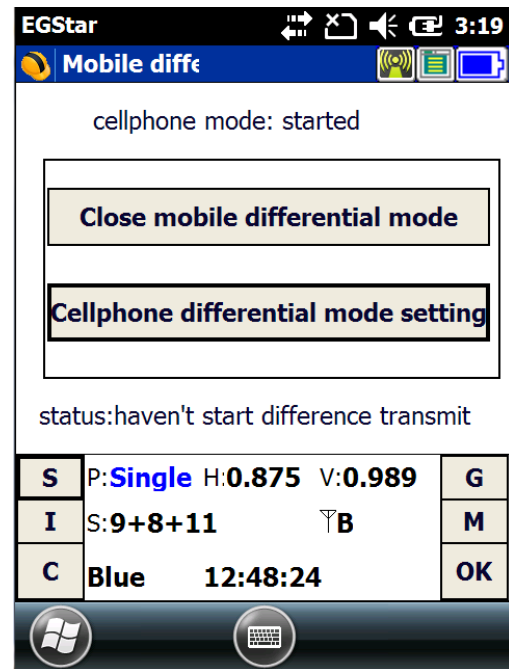 EGStar 3:19
Mobile diffe
cellphone mode: started
Close mobile differential mode
Cellphone differential mode setting
status:haven't start difference transmit
S P:Single H:0.875 V:0.989 G
I S:9+8+11 B M
C Blue 12:48:24 OK